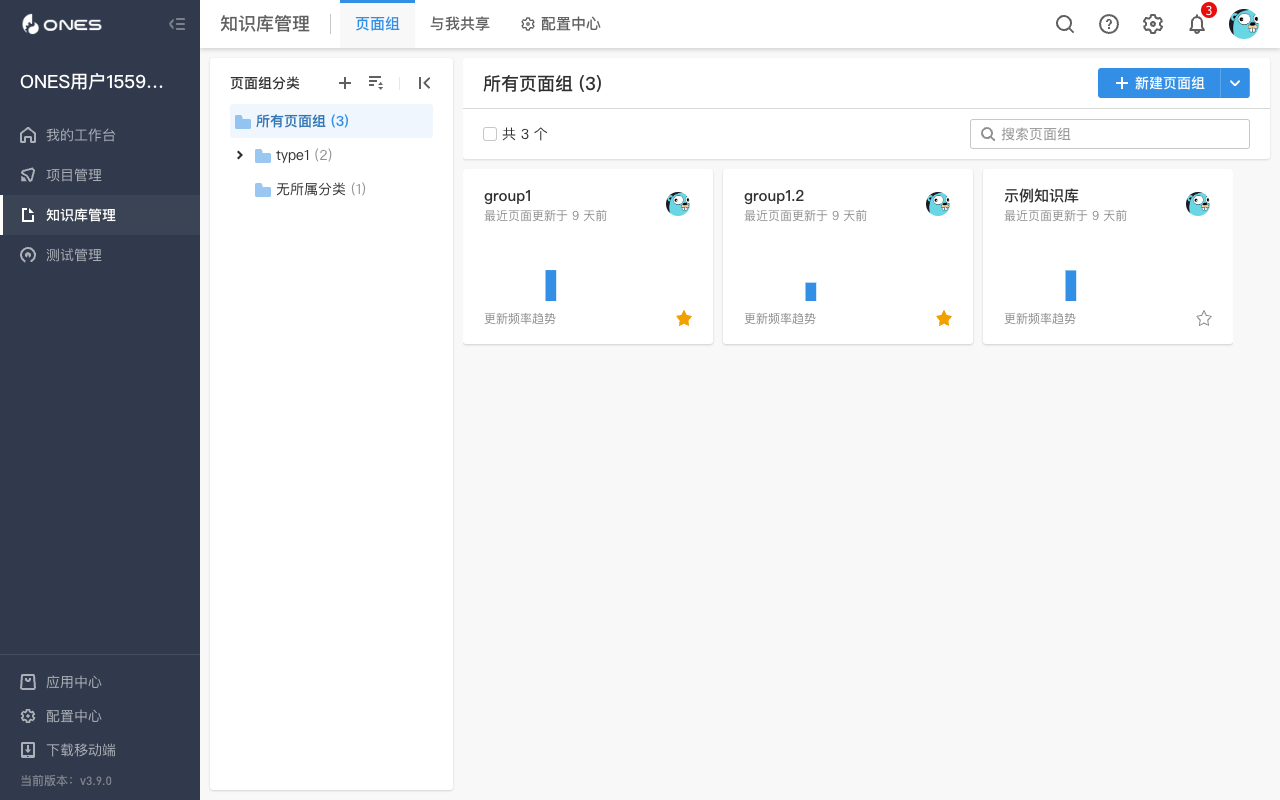 ONES
ONES用户1559...
我的工作台
项目管理
知识库管理
测试管理
应用中心
配置中心
下载移动端
当前版本：v3.9.0
知识库管理
页面组
与我共享
配置中心
3
页面组分类
所有页面组 (3)
type1 (2)
无所属分类 (1)
所有页面组 (3)
新建页面组
共 3 个
搜索页面组
group1
最近页面更新于 9 天前
更新频率趋势
group1.2
最近页面更新于 9 天前
更新频率趋势
示例知识库
最近页面更新于 9 天前
更新频率趋势